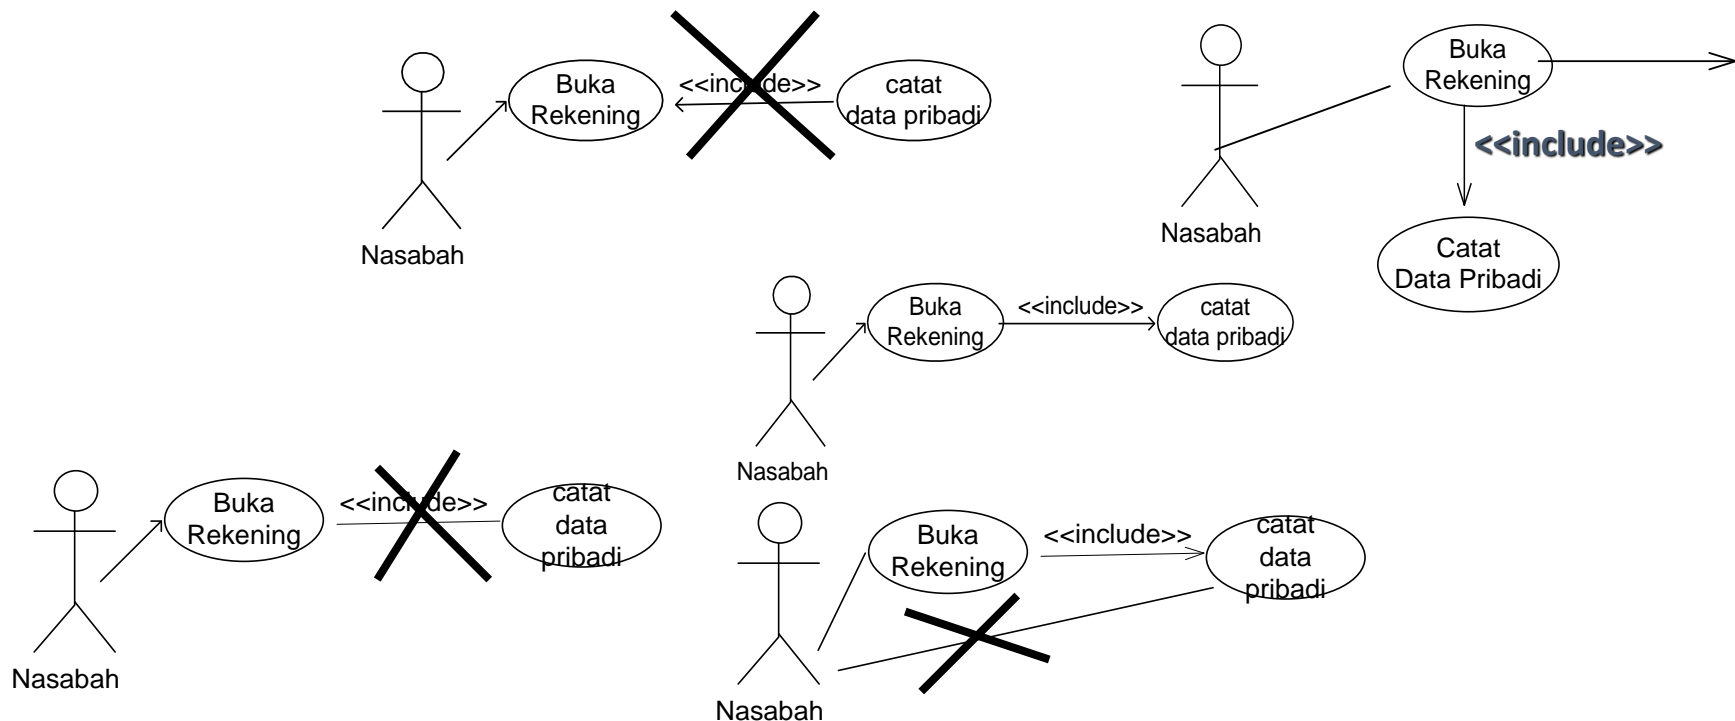 Buka
Rekening
<<include>>
catat
data pribadi
Nasabah
Buka
Rekening
<<include>>
Catat
Data Pribadi
Nasabah
Buka
Rekening
<<include>>
catat
data pribadi
Nasabah
Buka
Rekening
<<include>>
catat
data
pribadi
Nasabah
Buka
Rekening
<<include>>
catat
data
pribadi
Nasabah